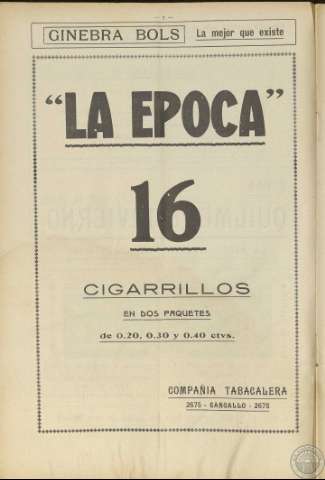 GINEBRA BOLS La mejor que existe
"LA EPOCA"
16
CIGARRILLOS
EN DOS PAQUETES
de 0.20, 0.30 y 0.40 ctvs.
COMPAÑIA TABACALERA
2675 - SANGALLO - 2675